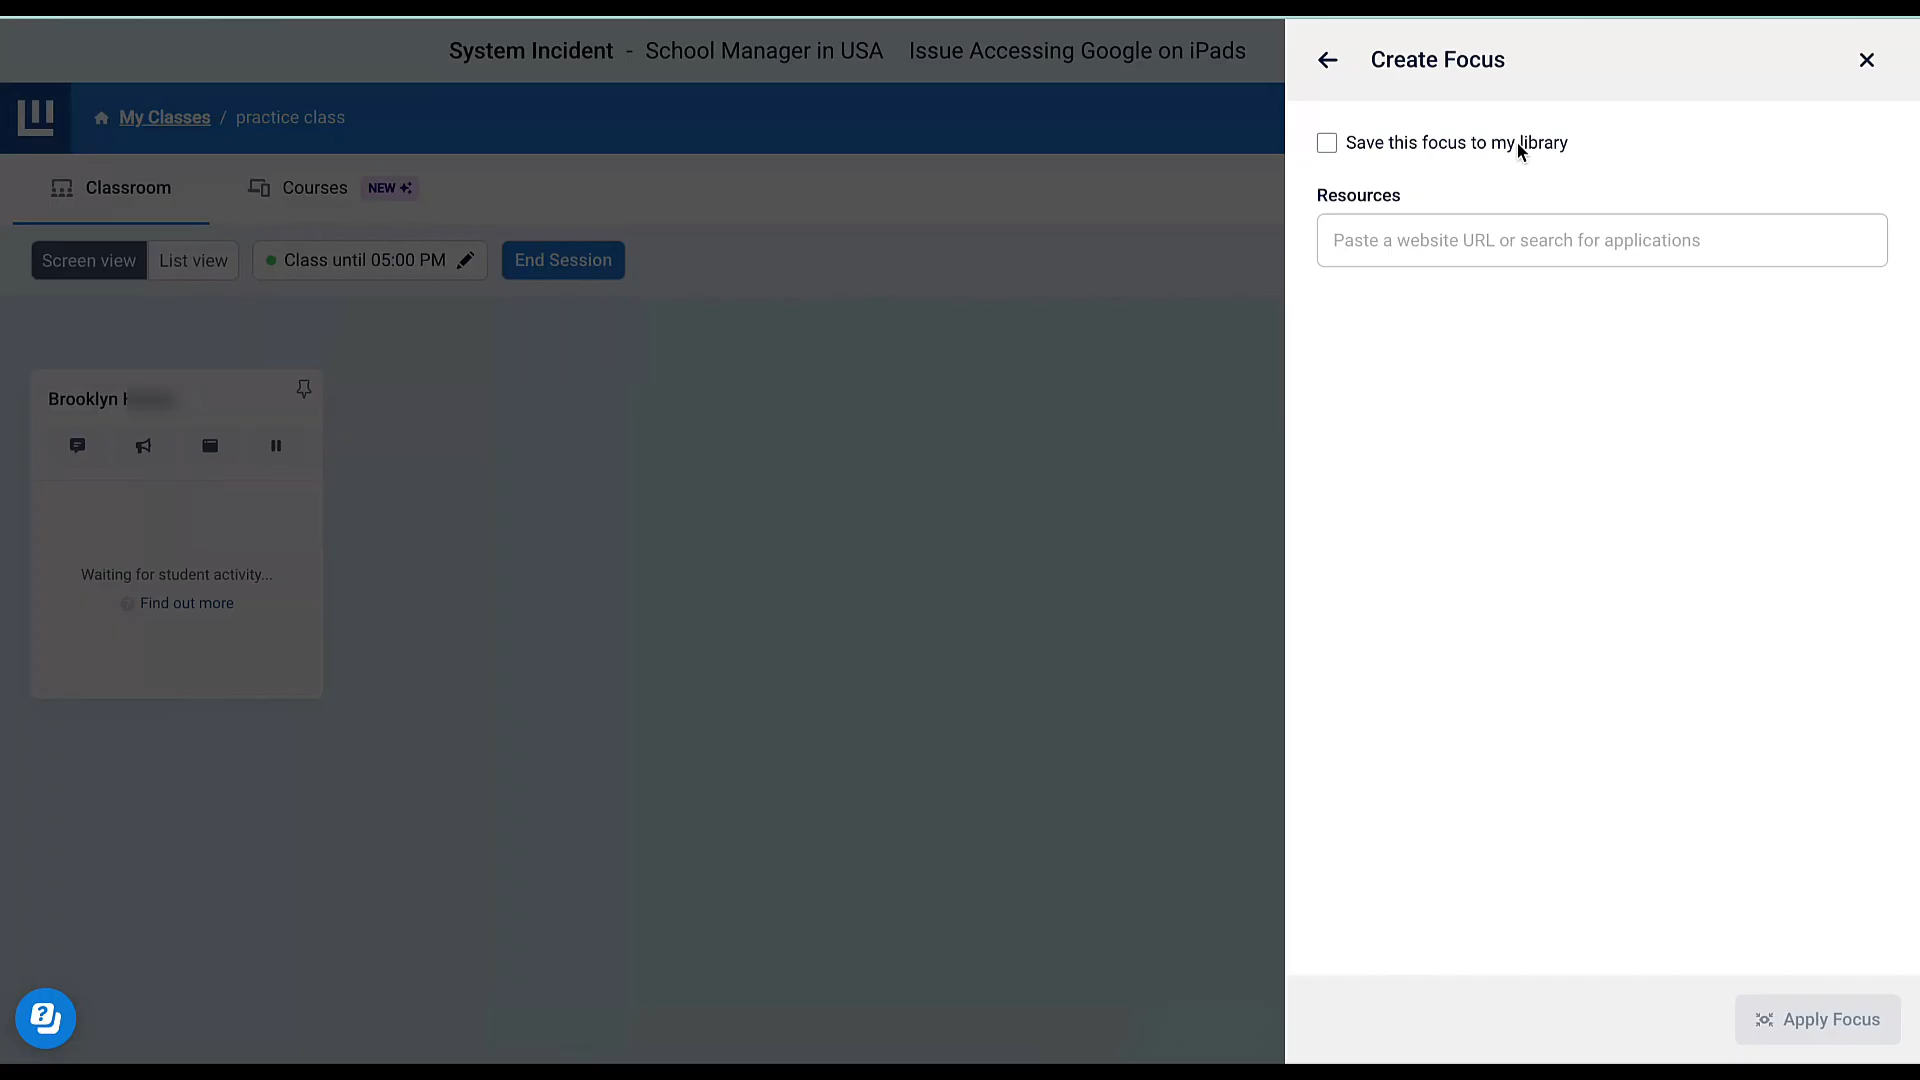 System Incident - School Manager in USA Issue Accessing Google on iPads
Create Focus
My Classes / practice class
Save this focus to my library
Classroom
Courses NEW
Resources
Paste a website URL or search for applications
Screen view
List view
Class until 05:00 PM
End Session
Brooklyn
Waiting for student activity...
Find out more
Apply Focus